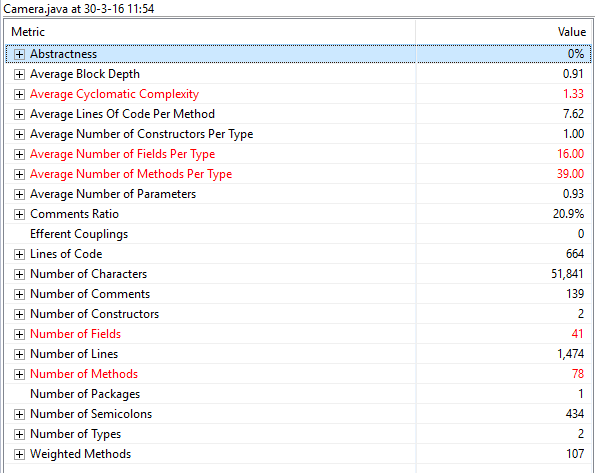 Camera.java at 30-3-16 11:54
Metric Value
Abstractness 0%
Average Block Depth 0.91
Average Cyclomatic Complexity 1.33
Average Lines Of Code Per Method 7.62
Average Number of Constructors Per Type 1.00
Average Number of Fields Per Type 16.00
Average Number of Methods Per Type 39.00
Average Number of Parameters 0.93
Comments Ratio 20.9%
Efferent Couplings 0
Lines of Code 664
Number of Characters 51,841
Number of Comments 139
Number of Constructors 2
Number of Fields 41
Number of Lines 1,474
Number of Methods 78
Number of Packages 1
Number of Semicolons 434
Number of Types 2
Weighted Methods 107